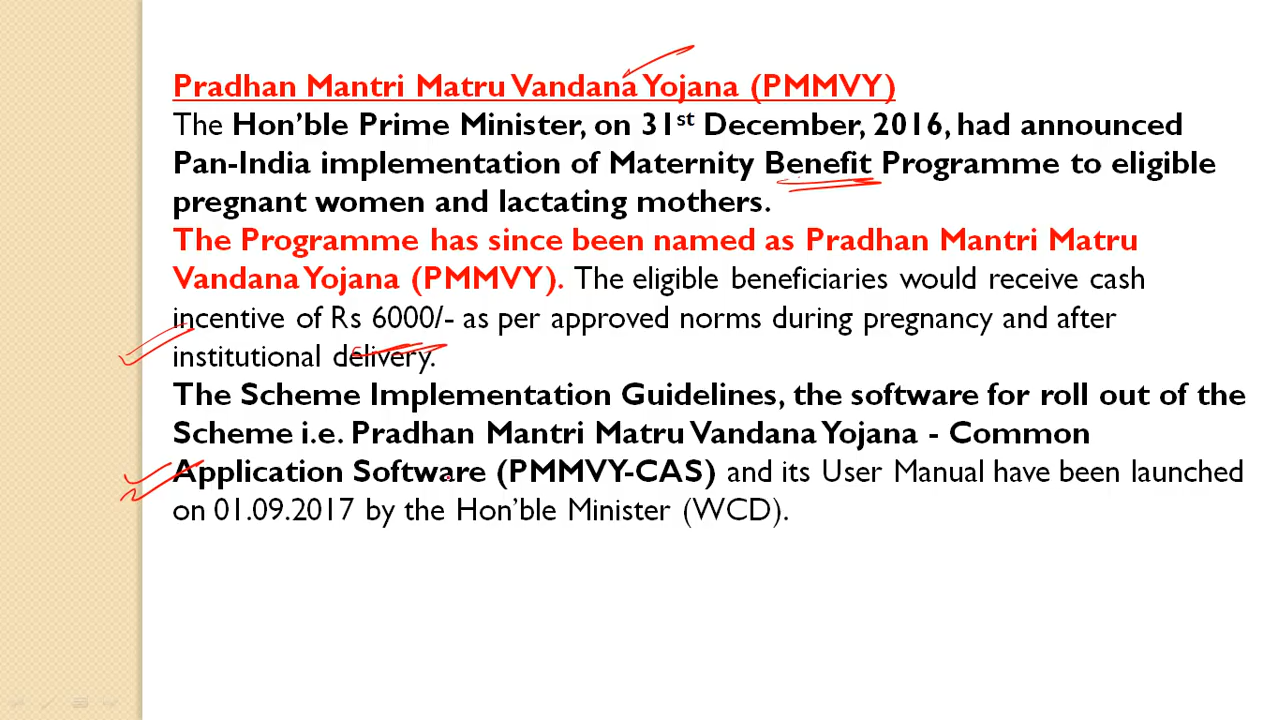 Pradhan Mantri Matru Vandana Yojana (PMMVY)
The Hon’ble Prime Minister, on 31st December, 2016, had announced
Pan-India implementation of Maternity Benefit Programme to eligible
pregnant women and lactating mothers.
The Programme has since been named as Pradhan Mantri Matru
Vandana Yojana (PMMVY). The eligible beneficiaries would receive cash
incentive of Rs 6000/- as per approved norms during pregnancy and after
institutional delivery.
The Scheme Implementation Guidelines, the software for roll out of the
Scheme i.e. Pradhan Mantri Matru Vandana Yojana - Common
Application Software (PMMVY-CAS) and its User Manual have been launched
on 01.09.2017 by the Hon’ble Minister (WCD).